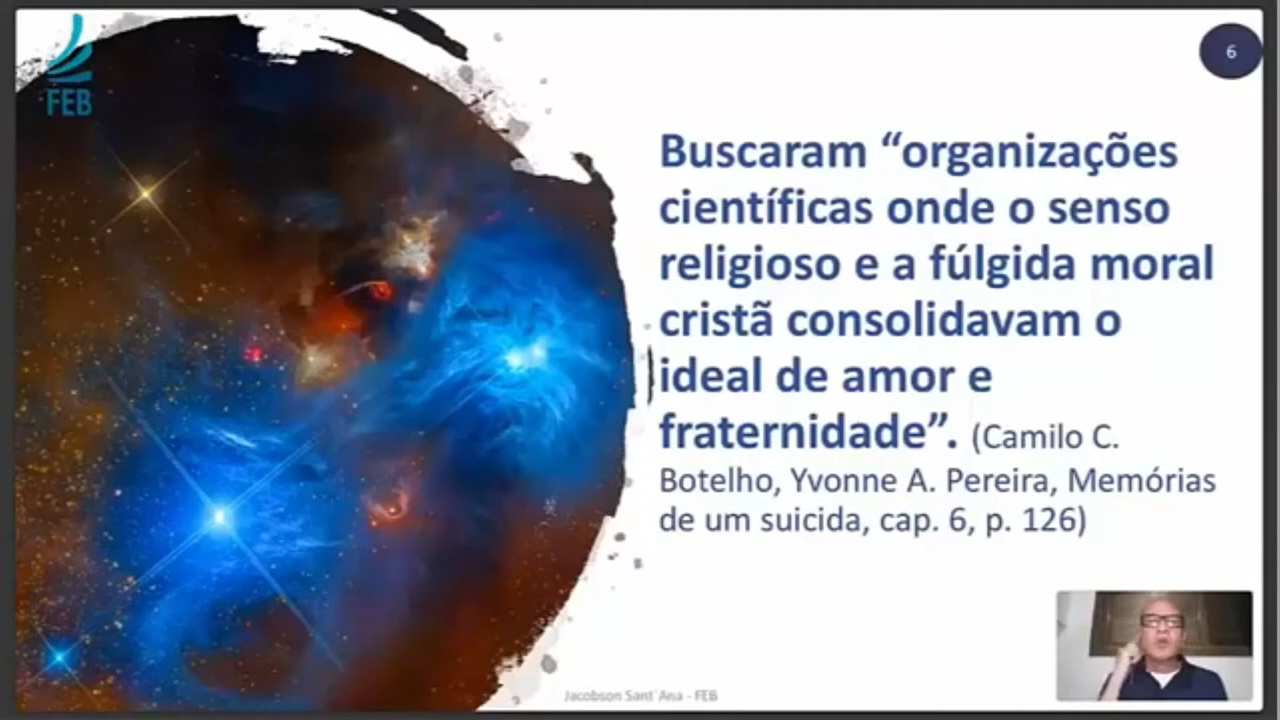 FEB
6
Buscaram “organizações
científicas onde o senso
religioso e a fúlgida moral
cristã consolidavam o
ideal de amor e
fraternidade”. (Camilo C.
Botelho, Yvonne A. Pereira, Memórias
de um suicida, cap. 6, p. 126)
Jacobson Sant´Ana - FEB